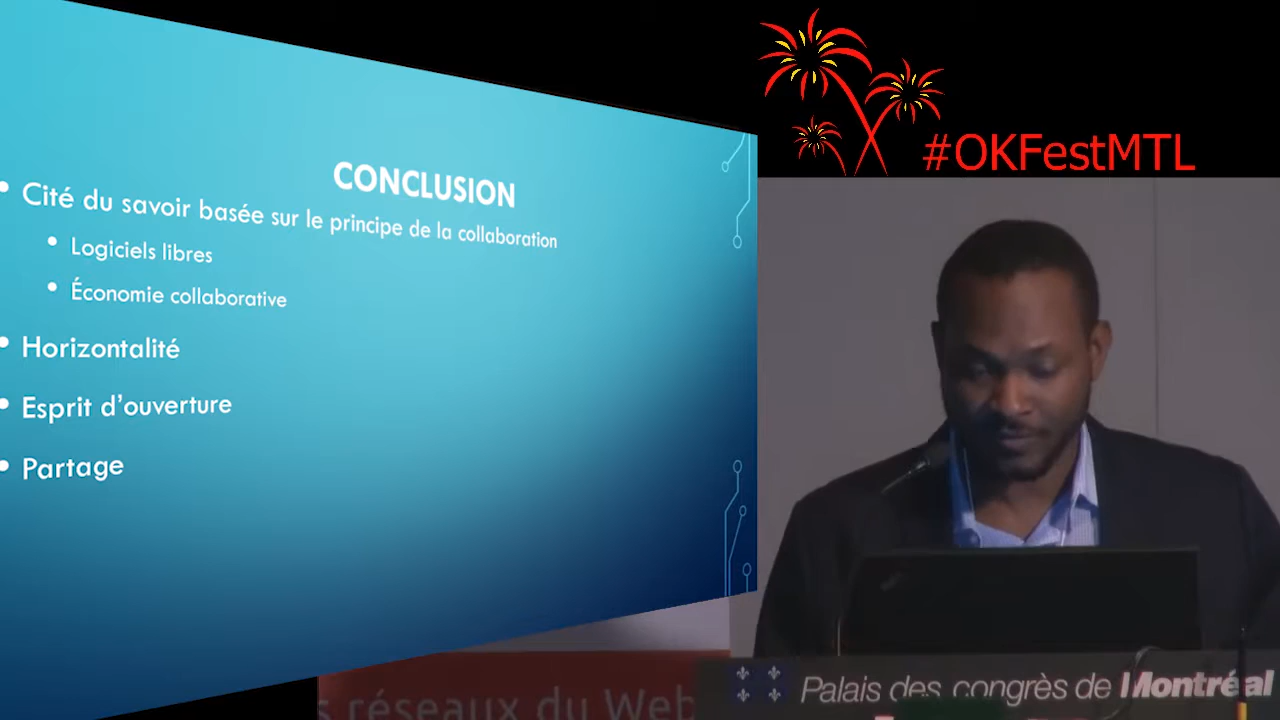 CONCLUSION
• Cité du savoir basée sur le principe de la collaboration
• Logiciels libres
• Économie collaborative
• Horizontalité
• Esprit d'ouverture
• Partage
#OKFestMTL
s réseaux du Web
Palais des congrès de Montréal